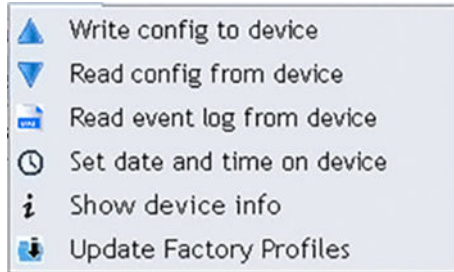 Write config to device
Read config from device
Read event log from device
Set date and time on device
Show device info
Update Factory Profiles